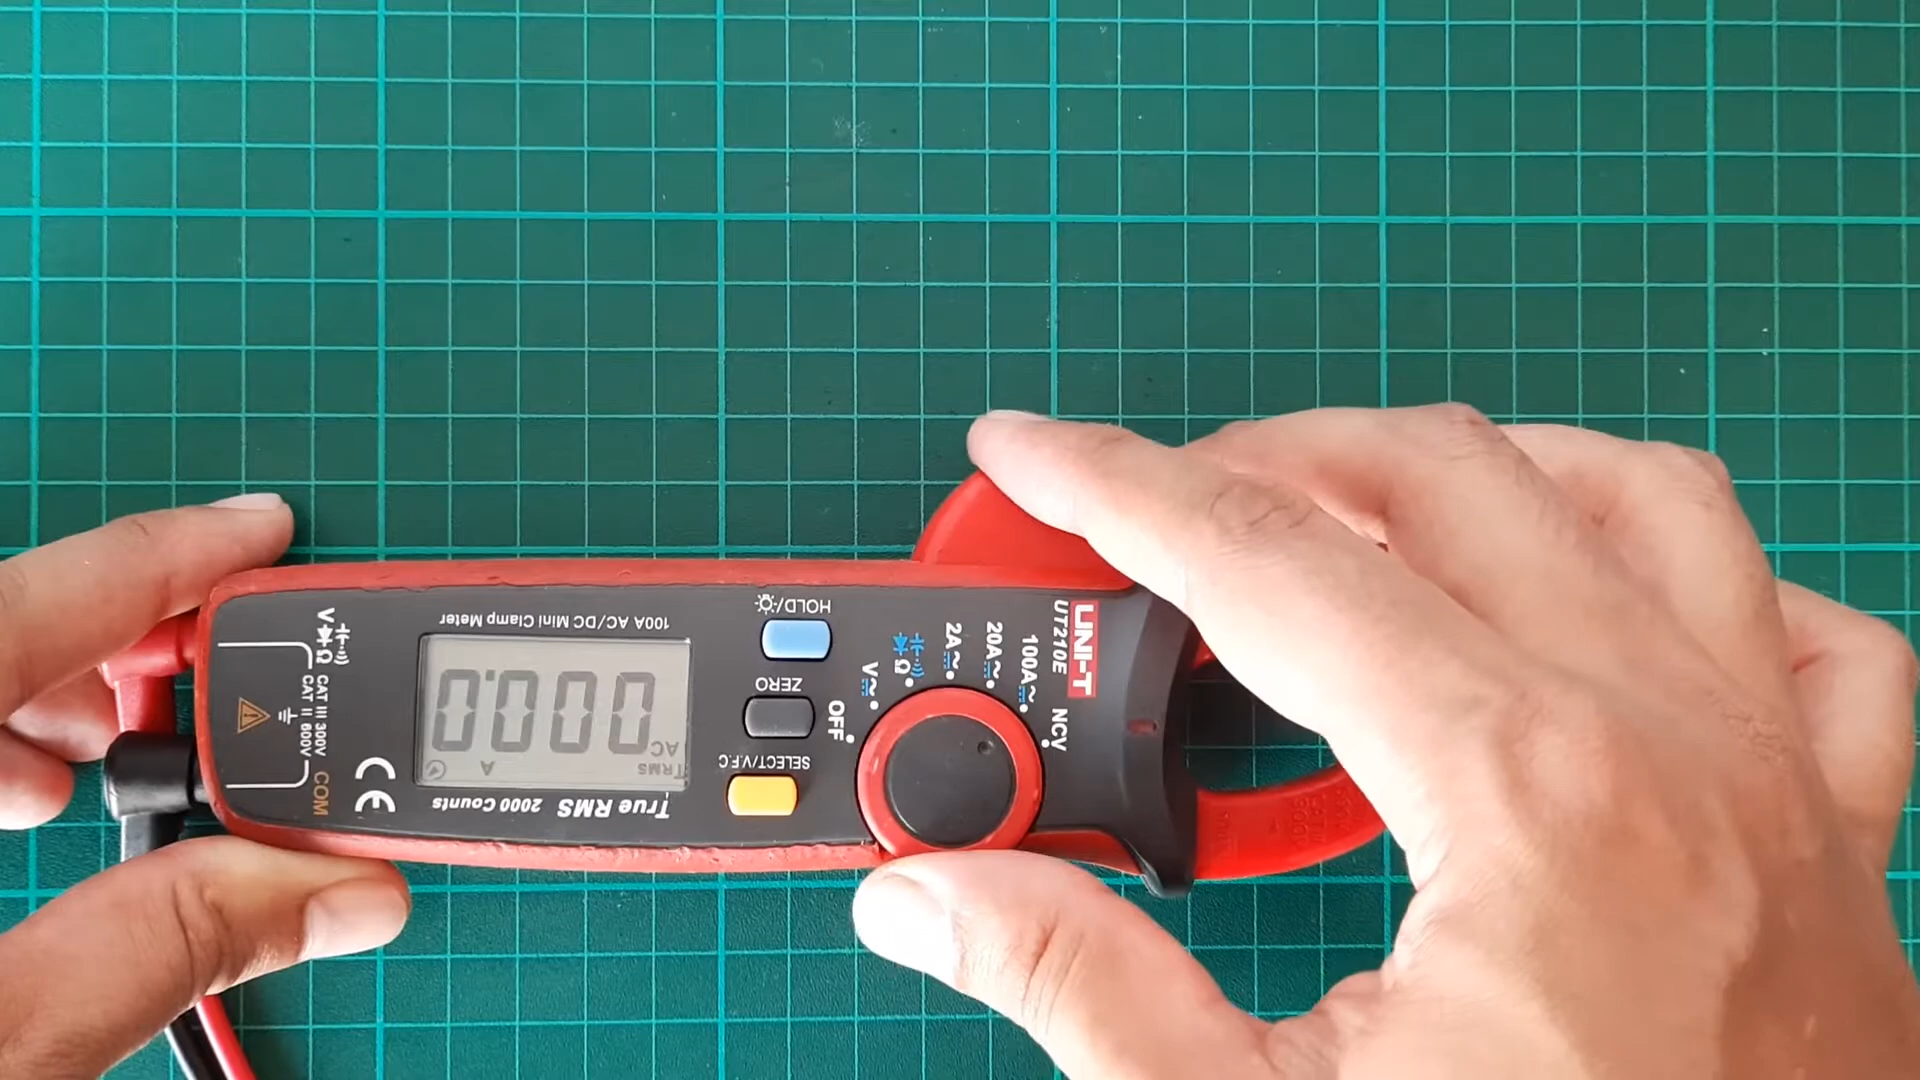 UNI-T
UT210E
NCV
100A
20A
2A
Ω
V
OFF
HOLD/
ZERO
SELECT/V.F.C
100A AC/DC Mini Clamp Meter
TRMS
AC
000.0
A
True RMS 2000 Counts
V Ω
CAT III 300V
CAT II 600V
COM
CE